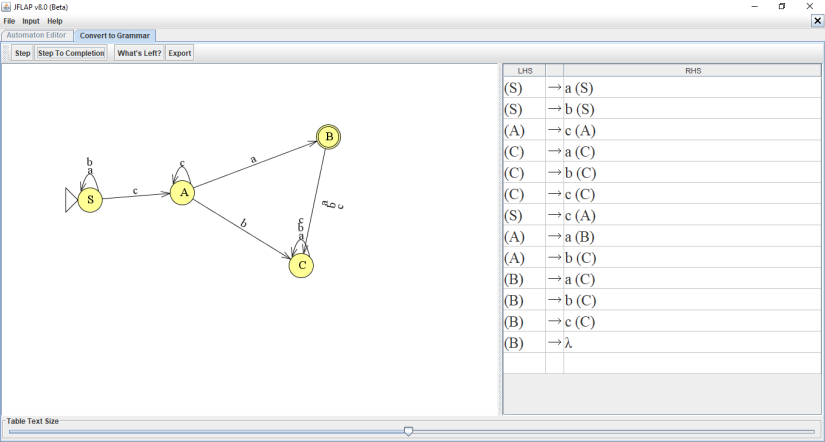 JFLAP v8.0 (Beta)
File Input Help
Automaton Editor Convert to Grammar
Step Step To Completion What's Left? Export
b
a
S
c
c
A
a
B
b
a
b
c
c
b
a
C
LHS RHS
(S) → a (S)
(S) → b (S)
(A) → c (A)
(C) → a (C)
(C) → b (C)
(C) → c (C)
(S) → c (A)
(A) → a (B)
(A) → b (C)
(B) → a (C)
(B) → b (C)
(B) → c (C)
(B) → λ
Table Text Size